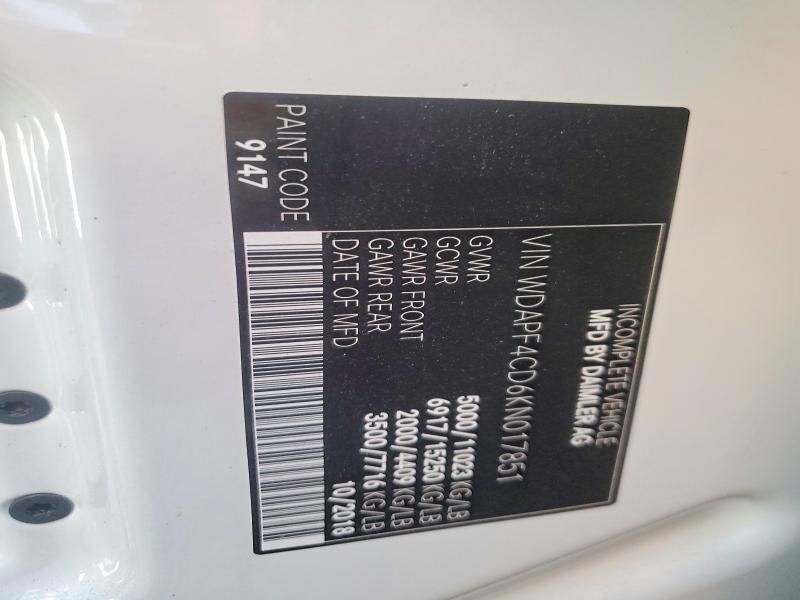 INCOMPLETE VEHICLE
MFD BY DAIMLER AG
VIN WDAPF4CD6KN017851
GVWR 5000/11023 KG/LB
GCWR 6917/15250 KG/LB
GAWR FRONT 2000/4409 KG/LB
GAWR REAR 3500/7716 KG/LB
DATE OF MFD 10/2018
PAINT CODE
9147